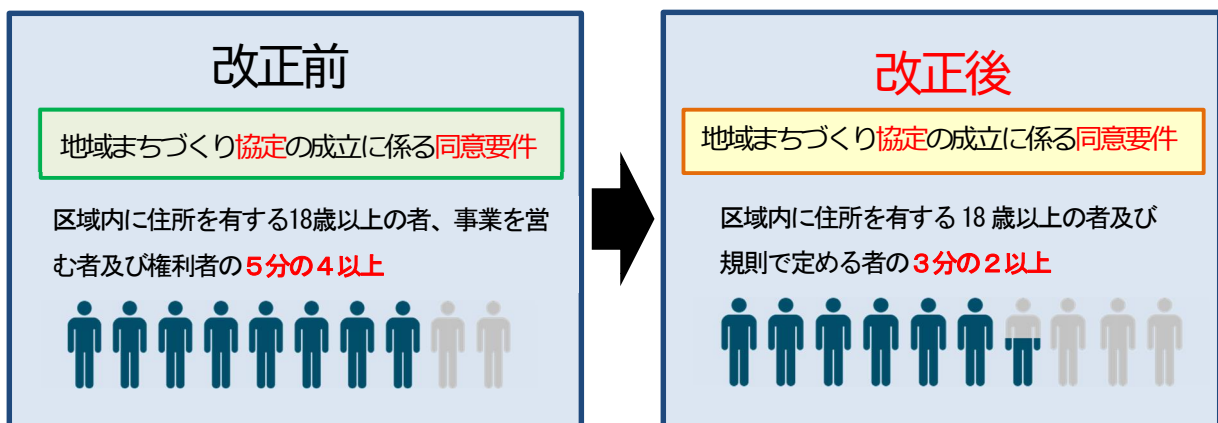 改正前
地域まちづくり協定の成立に係る同意要件
区域内に住所を有する18歳以上の者、事業を営
む者及び権利者の５分の４以上
改正後
地域まちづくり協定の成立に係る同意要件
区域内に住所を有する 18 歳以上の者及び
規則で定める者の３分の２以上